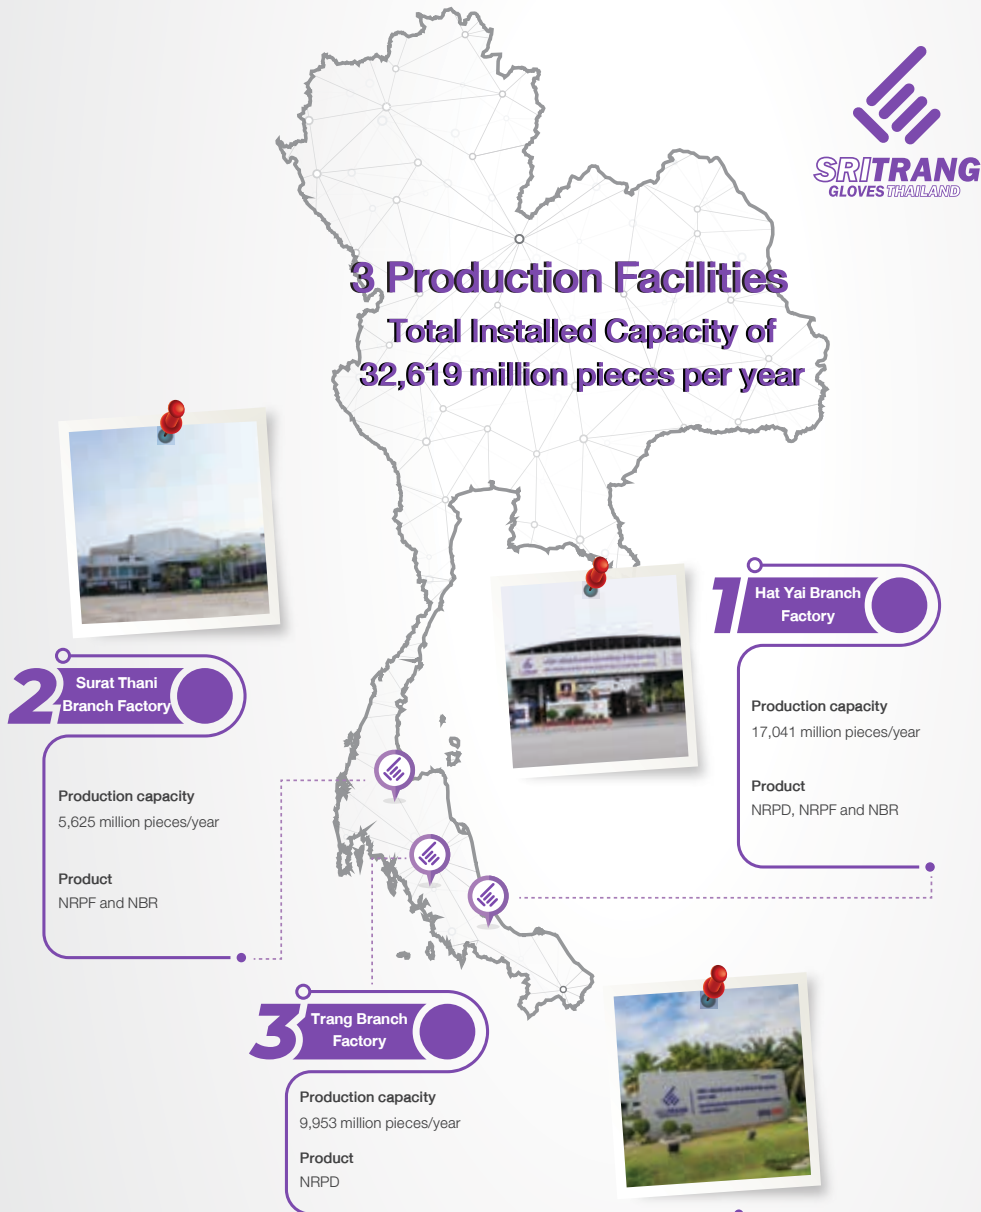 SRITRANG
GLOVES THAILAND
3 Production Facilities
Total Installed Capacity of
32,619 million pieces per year
1
Hat Yai Branch
Factory
Production capacity
17,041 million pieces/year
Product
NRPD, NRPF and NBR
2
Surat Thani
Branch Factory
Production capacity
5,625 million pieces/year
Product
NRPF and NBR
3
Trang Branch
Factory
Production capacity
9,953 million pieces/year
Product
NRPD